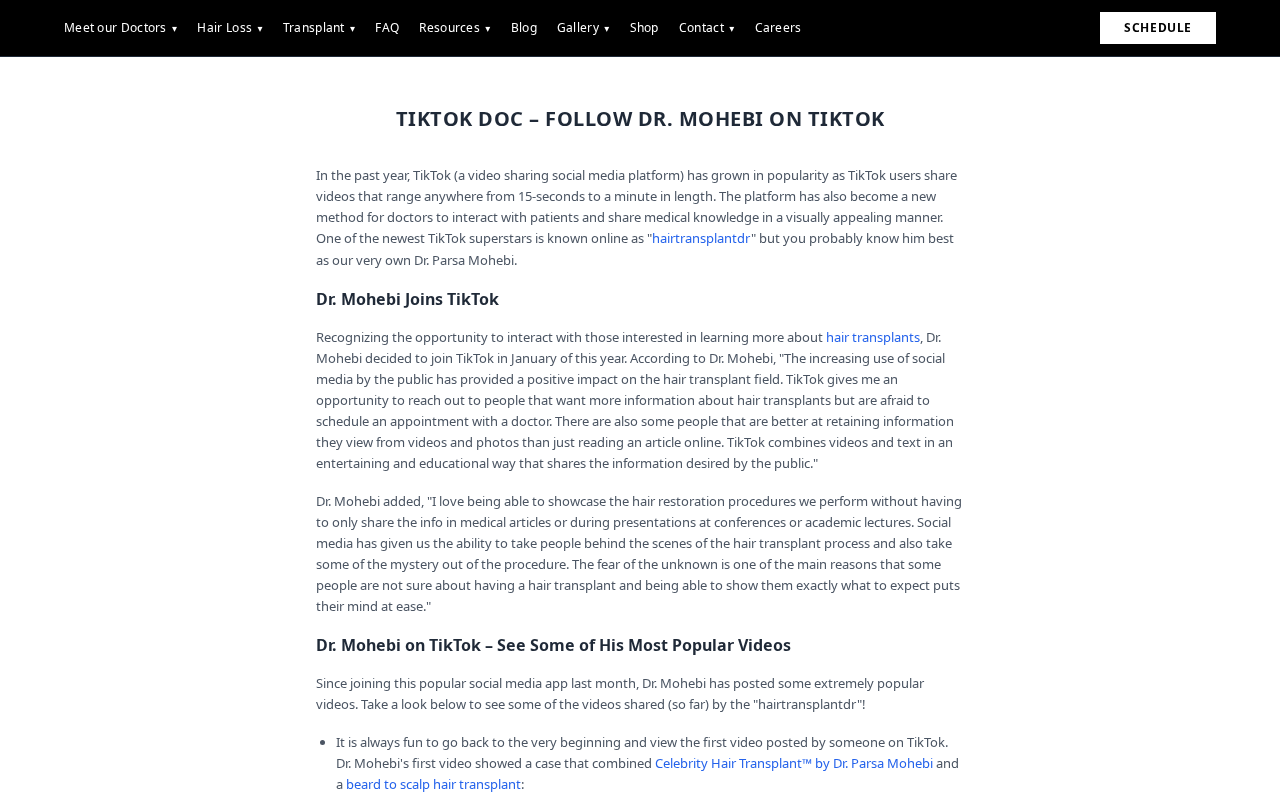 Meet our Doctors ▾ Hair Loss ▾ Transplant ▾ FAQ Resources ▾ Blog Gallery ▾ Shop Contact ▾ Careers SCHEDULE
TIKTOK DOC – FOLLOW DR. MOHEBI ON TIKTOK
In the past year, TikTok (a video sharing social media platform) has grown in popularity as TikTok users share
videos that range anywhere from 15-seconds to a minute in length. The platform has also become a new
method for doctors to interact with patients and share medical knowledge in a visually appealing manner.
One of the newest TikTok superstars is known online as "hairtransplantdr" but you probably know him best
as our very own Dr. Parsa Mohebi.
Dr. Mohebi Joins TikTok
Recognizing the opportunity to interact with those interested in learning more about hair transplants, Dr.
Mohebi decided to join TikTok in January of this year. According to Dr. Mohebi, "The increasing use of social
media by the public has provided a positive impact on the hair transplant field. TikTok gives me an
opportunity to reach out to people that want more information about hair transplants but are afraid to
schedule an appointment with a doctor. There are also some people that are better at retaining information
they view from videos and photos than just reading an article online. TikTok combines videos and text in an
entertaining and educational way that shares the information desired by the public."
Dr. Mohebi added, "I love being able to showcase the hair restoration procedures we perform without having
to only share the info in medical articles or during presentations at conferences or academic lectures. Social
media has given us the ability to take people behind the scenes of the hair transplant process and also take
some of the mystery out of the procedure. The fear of the unknown is one of the main reasons that some
people are not sure about having a hair transplant and being able to show them exactly what to expect puts
their mind at ease."
Dr. Mohebi on TikTok – See Some of His Most Popular Videos
Since joining this popular social media app last month, Dr. Mohebi has posted some extremely popular
videos. Take a look below to see some of the videos shared (so far) by the "hairtransplantdr"!
• It is always fun to go back to the very beginning and view the first video posted by someone on TikTok.
Dr. Mohebi's first video showed a case that combined Celebrity Hair Transplant™ by Dr. Parsa Mohebi and
a beard to scalp hair transplant: